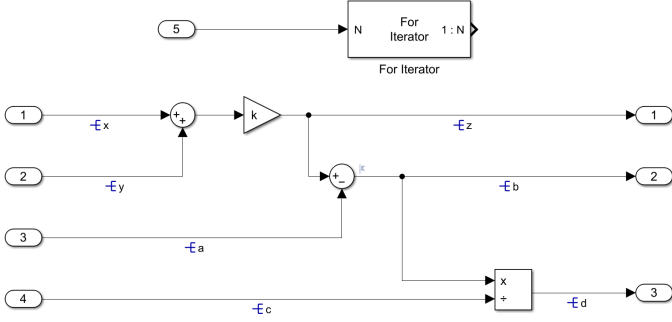 5
N For Iterator 1 : N
For Iterator
1 + + k 1
x z
2 + − 2
y b
3
a
x
4 ÷ 3
c d